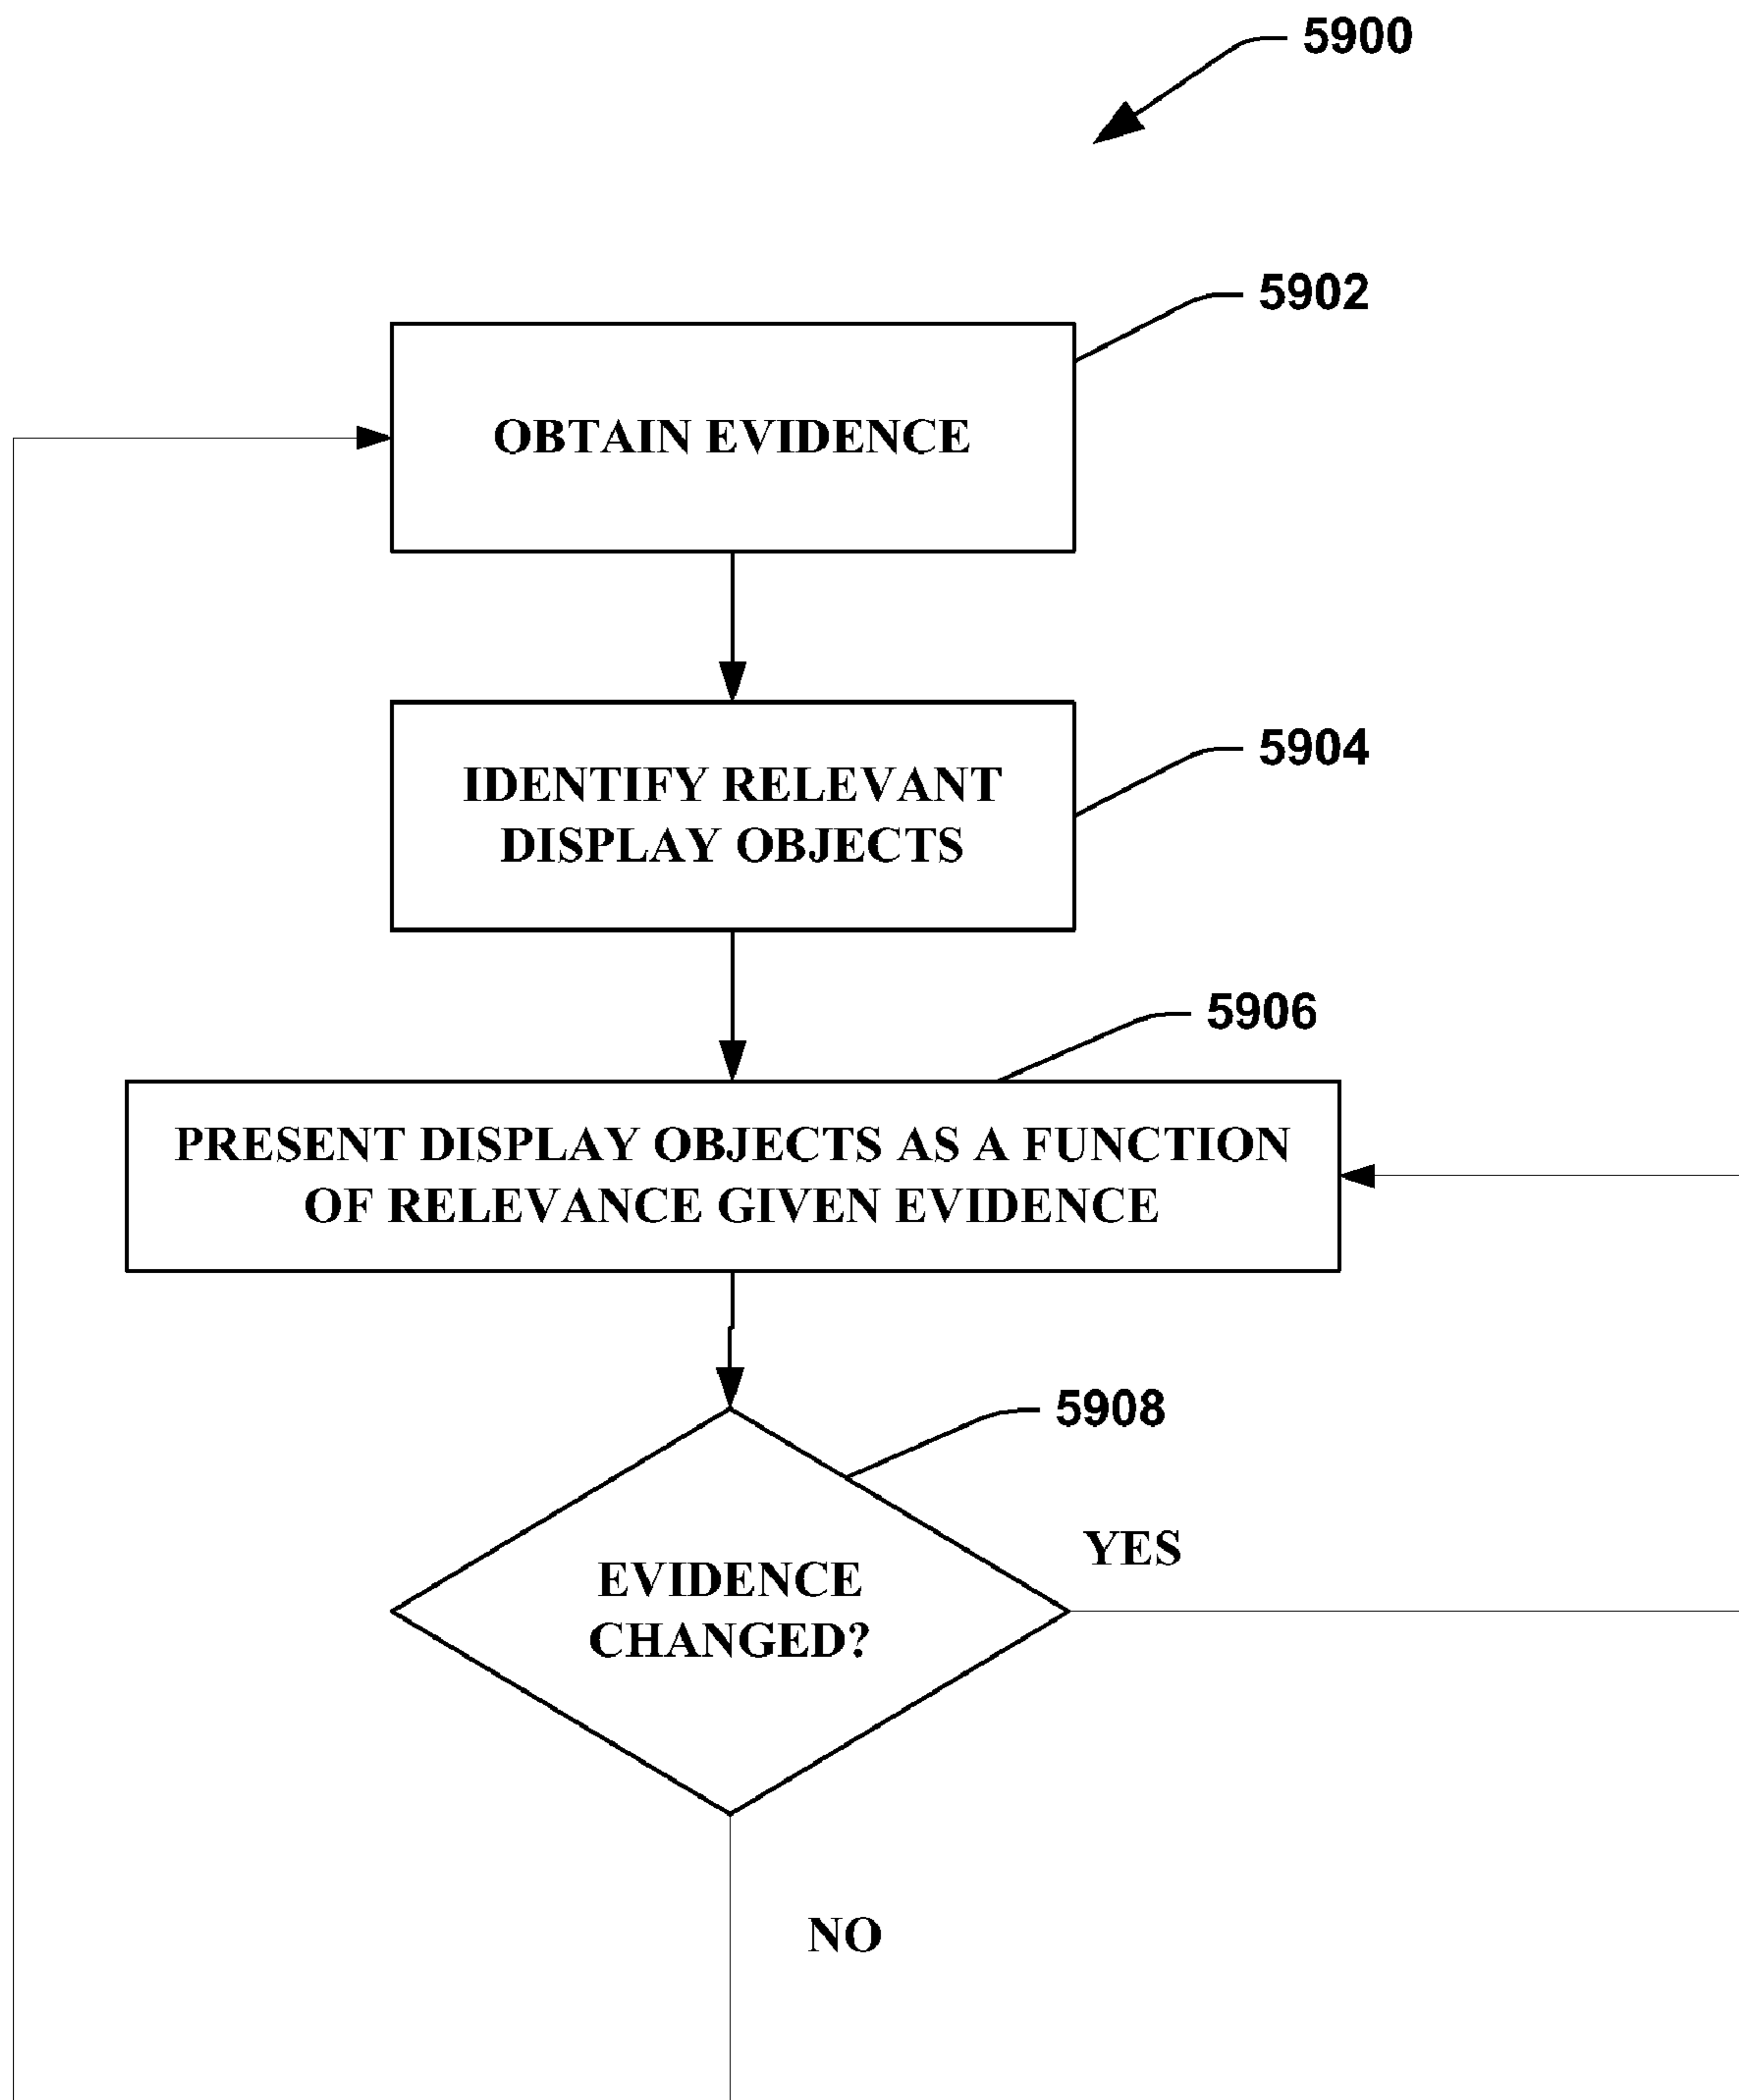 5900
5902
OBTAIN EVIDENCE
5904
IDENTIFY RELEVANT
DISPLAY OBJECTS
5906
PRESENT DISPLAY OBJECTS AS A FUNCTION
OF RELEVANCE GIVEN EVIDENCE
5908
EVIDENCE
CHANGED?
YES
NO